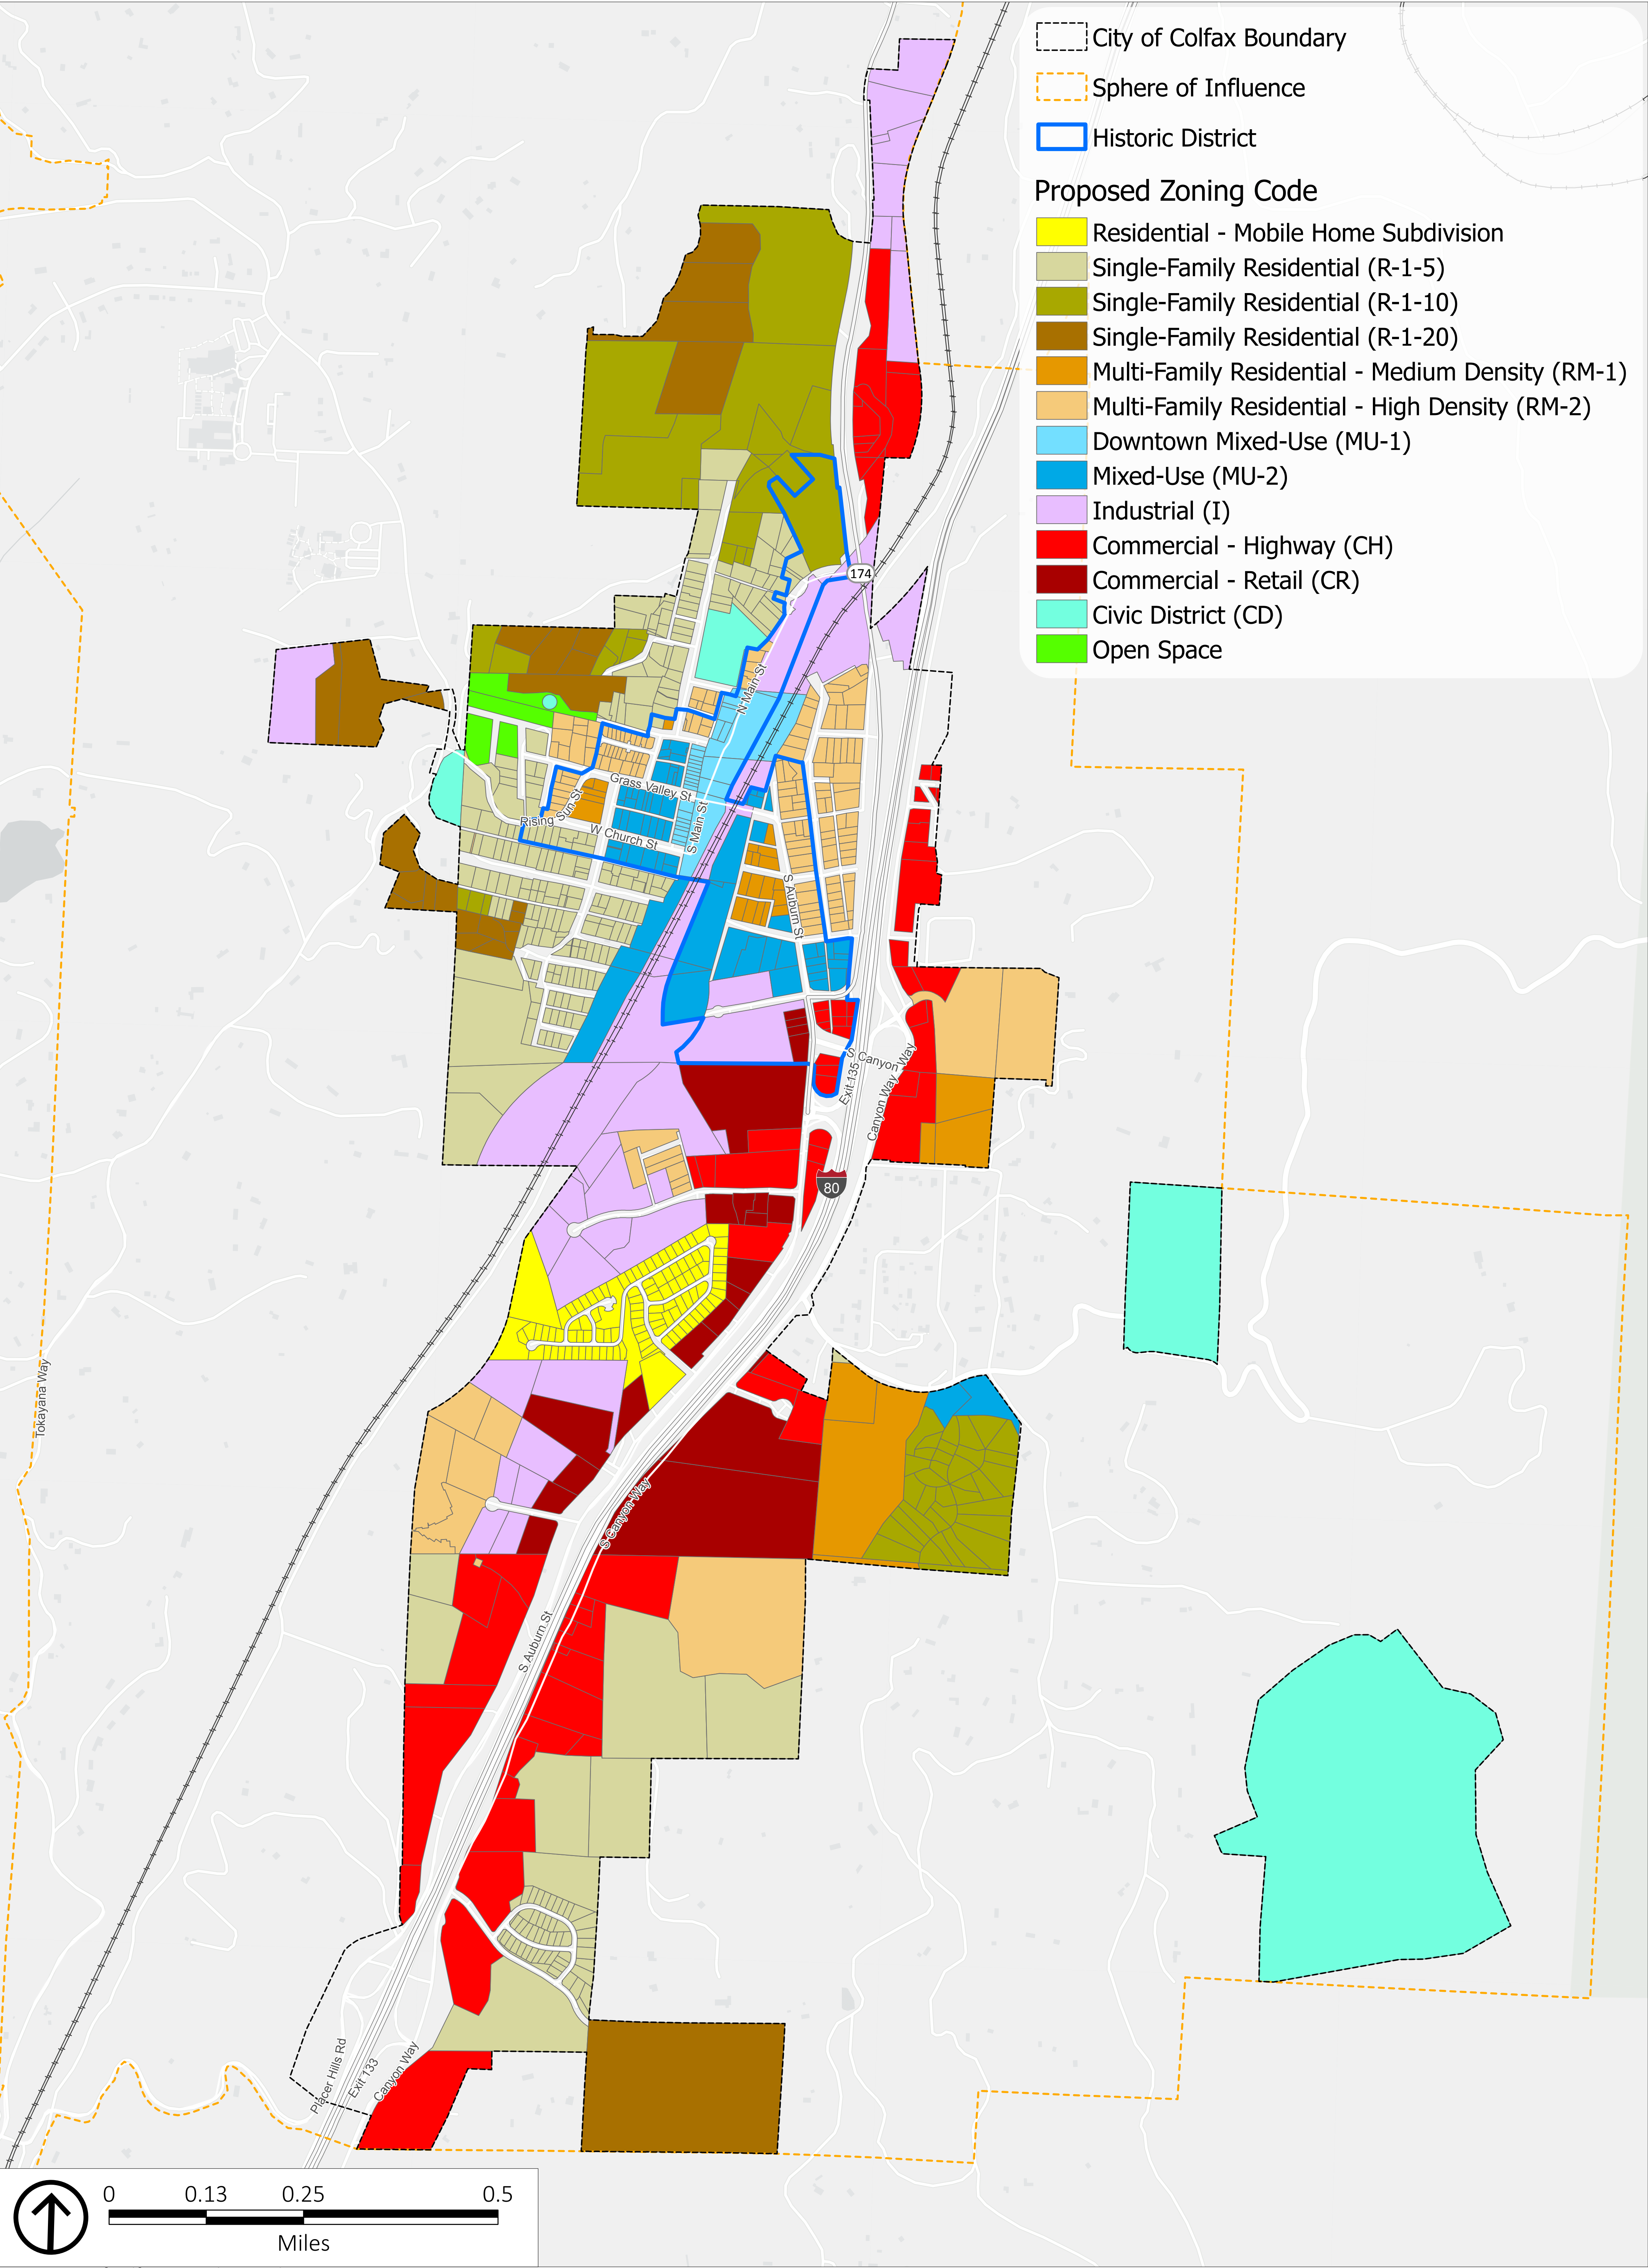 City of Colfax Boundary
Sphere of Influence
Historic District
Proposed Zoning Code
Residential - Mobile Home Subdivision
Single-Family Residential (R-1-5)
Single-Family Residential (R-1-10)
Single-Family Residential (R-1-20)
Multi-Family Residential - Medium Density (RM-1)
Multi-Family Residential - High Density (RM-2)
Downtown Mixed-Use (MU-1)
Mixed-Use (MU-2)
Industrial (I)
Commercial - Highway (CH)
Commercial - Retail (CR)
Civic District (CD)
Open Space
174
N Main St
Grass Valley St
Rising Sun St
W Church St
S Main St
S Auburn St
S Canyon Way
Exit 135
Canyon Way
80
Tokayana Way
S Canyon Way
S Auburn St
Placer Hills Rd
Exit 133
Canyon Way
0 0.13 0.25 0.5
Miles